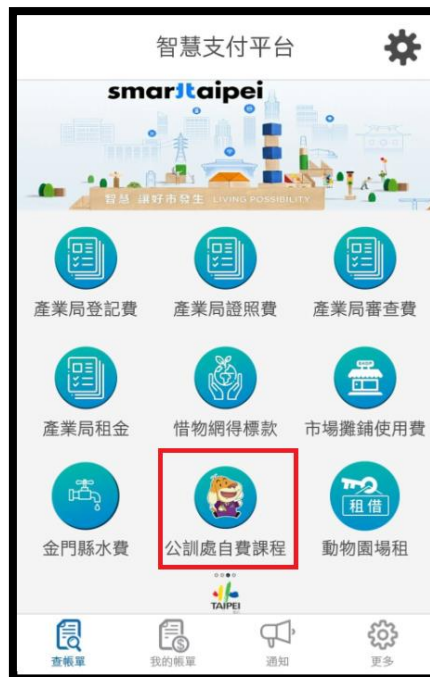 智慧支付平台
smarttaipei
智慧 讓好市發生 LIVING POSSIBILITY
產業局登記費
產業局證照費
產業局審查費
產業局租金
惜物網得標款
SHOP
市場攤鋪使用費
金門縣水費
公訓處自費課程
租借
動物園場租
TAIPEI
查帳單
我的帳單
通知
更多